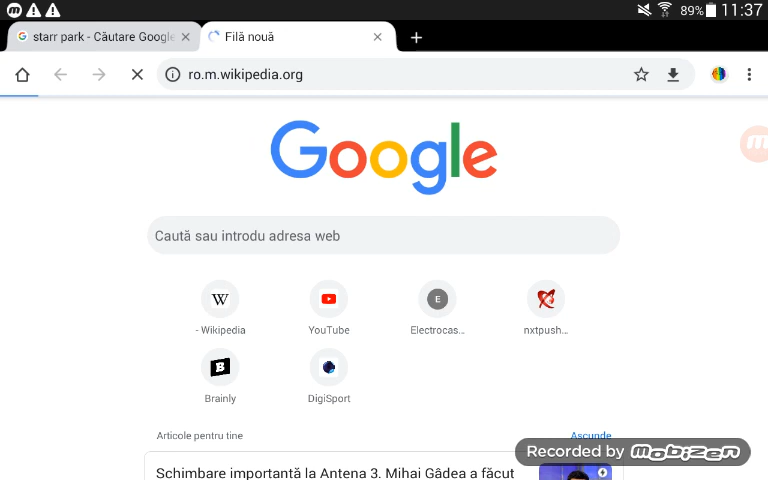 89% 11:37
starr park - Căutare Google
Filă nouă
ro.m.wikipedia.org
Google
Caută sau introdu adresa web
W
E
- Wikipedia
YouTube
Electrocas...
nxtpush...
B
Brainly
DigiSport
Articole pentru tine
Ascunde
Recorded by mobizen
Schimbare importantă la Antena 3. Mihai Gâdea a făcut